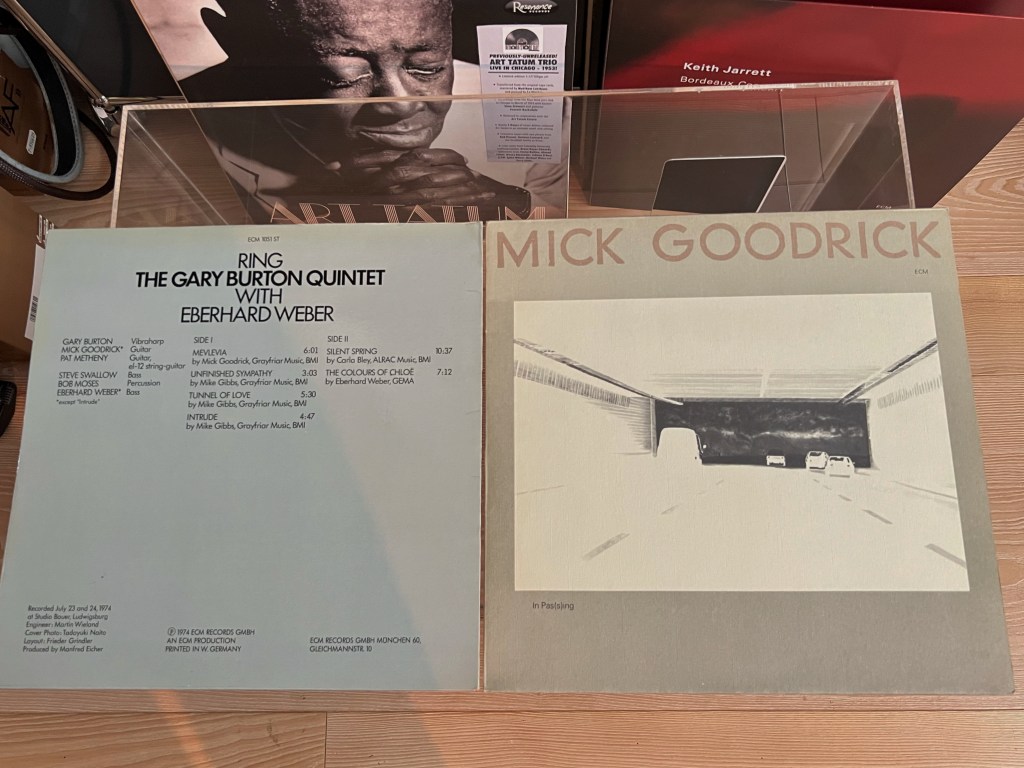 Resonance
RECORDS
PREVIOUSLY-UNRELEASED!
ART TATUM TRIO
LIVE IN CHICAGO - 1953!
Keith Jarrett
Bordeaux
ART TATUM
ECM 1051 ST
RING
THE GARY BURTON QUINTET
WITH
EBERHARD WEBER
GARY BURTON Vibraharp
MICK GOODRICK* Guitar
PAT METHENY Guitar,
el-12 string-guitar
STEVE SWALLOW Bass
BOB MOSES Percussion
EBERHARD WEBER* Bass
*except "Intrude"
SIDE I
MEVLEVIA 6:01
by Mick Goodrick, Grayfriar Music, BMI
UNFINISHED SYMPATHY 3:03
by Mike Gibbs, Grayfriar Music, BMI
TUNNEL OF LOVE 5:30
by Mike Gibbs, Grayfriar Music, BMI
INTRUDE 4:47
by Mike Gibbs, Grayfriar Music, BMI
SIDE II
SILENT SPRING 10:37
by Carla Bley, ALRAC Music, BMI
THE COLOURS OF CHLOË 7:12
by Eberhard Weber, GEMA
Recorded July 23 and 24, 1974
at Studio Bauer, Ludwigsburg
Engineer: Martin Wieland
Cover Photo: Tadayuki Naito
Layout: Frieder Grindler
Produced by Manfred Eicher
Ⓟ 1974 ECM RECORDS GMBH
AN ECM PRODUCTION
PRINTED IN W. GERMANY
ECM RECORDS GMBH MÜNCHEN 60,
GLEICHMANNSTR. 10
MICK GOODRICK
ECM
In Pas(s)ing